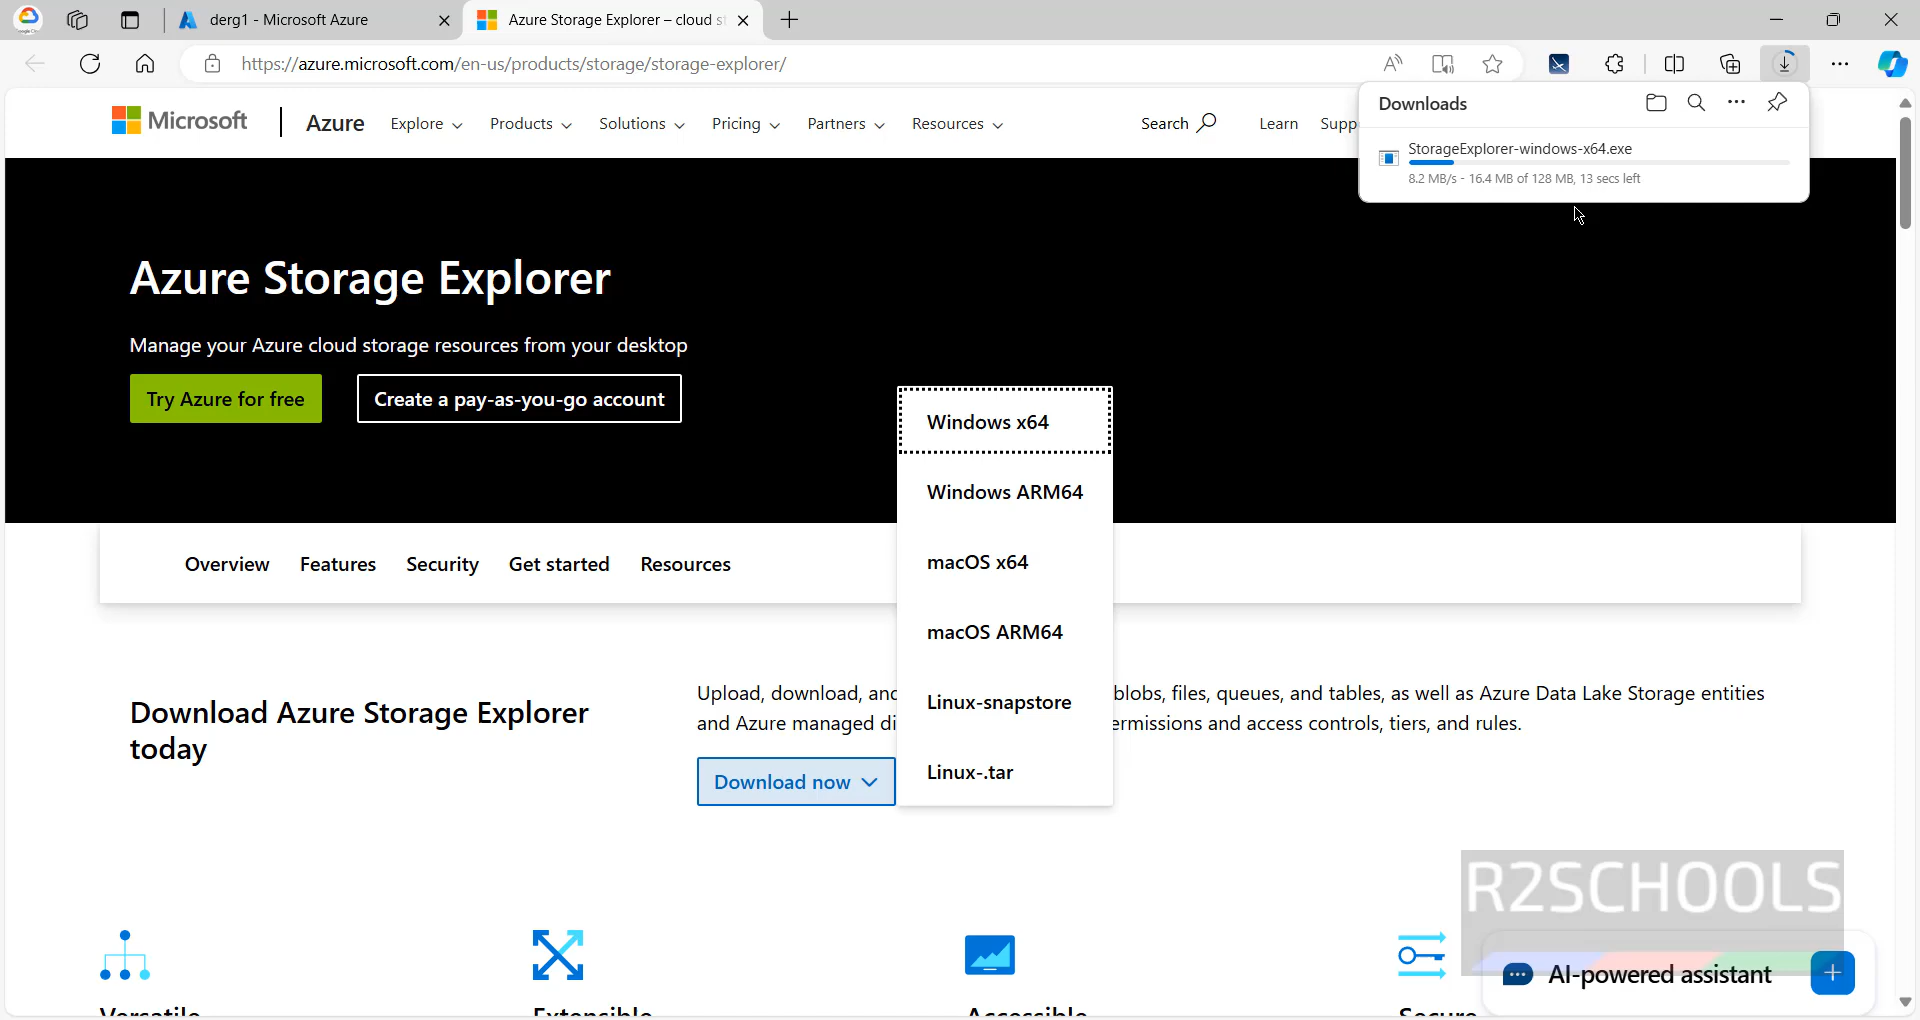 derg1 - Microsoft Azure
Azure Storage Explorer – cloud st
https://azure.microsoft.com/en-us/products/storage/storage-explorer/
Microsoft
Azure
Explore
Products
Solutions
Pricing
Partners
Resources
Search
Learn
Supp
Downloads
StorageExplorer-windows-x64.exe
8.2 MB/s - 16.4 MB of 128 MB, 13 secs left
Azure Storage Explorer
Manage your Azure cloud storage resources from your desktop
Try Azure for free
Create a pay-as-you-go account
Windows x64
Windows ARM64
macOS x64
macOS ARM64
Linux-snapstore
Linux-.tar
Overview
Features
Security
Get started
Resources
Download Azure Storage Explorer
today
Upload, download, and blobs, files, queues, and tables, as well as Azure Data Lake Storage entities
and Azure managed di ermissions and access controls, tiers, and rules.
Download now
R2SCHOOLS
AI-powered assistant
Versatile
Extensible
Accessible
Secure